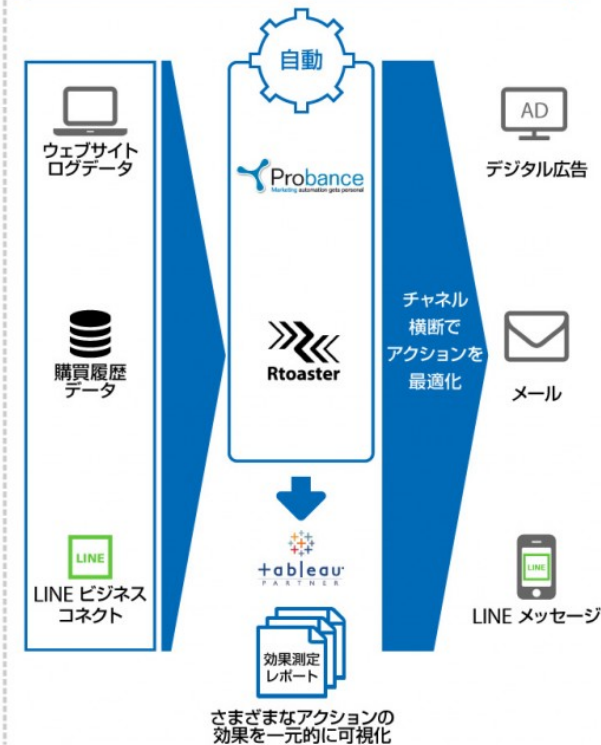 自動
ウェブサイト
ログデータ
購買履歴
データ
LINE
LINE ビジネス
コネクト
Probance
Marketing automation gets personal
Rtoaster
+ableau
PARTNER
効果測定
レポート
さまざまなアクションの
効果を一元的に可視化
チャネル
横断で
アクションを
最適化
AD
デジタル広告
メール
LINE
LINE メッセージ